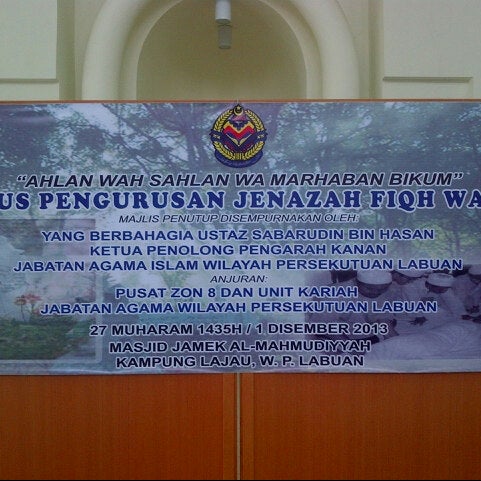 "AHLAN WAH SAHLAN WA MARHABAN BIKUM"
US PENGURUSAN JENAZAH FIQH WA
MAJLIS PENUTUP DISEMPURNAKAN OLEH:
YANG BERBAHAGIA USTAZ SABARUDIN BIN HASAN
KETUA PENOLONG PENGARAH KANAN
JABATAN AGAMA ISLAM WILAYAH PERSEKUTUAN LABUAN
ANJURAN:
PUSAT ZON 8 DAN UNIT KARIAH
JABATAN AGAMA WILAYAH PERSEKUTUAN LABUAN
27 MUHARAM 1435H / 1 DISEMBER 2013
MASJID JAMEK AL-MAHMUDIYYAH
KAMPUNG LAJAU, W. P. LABUAN